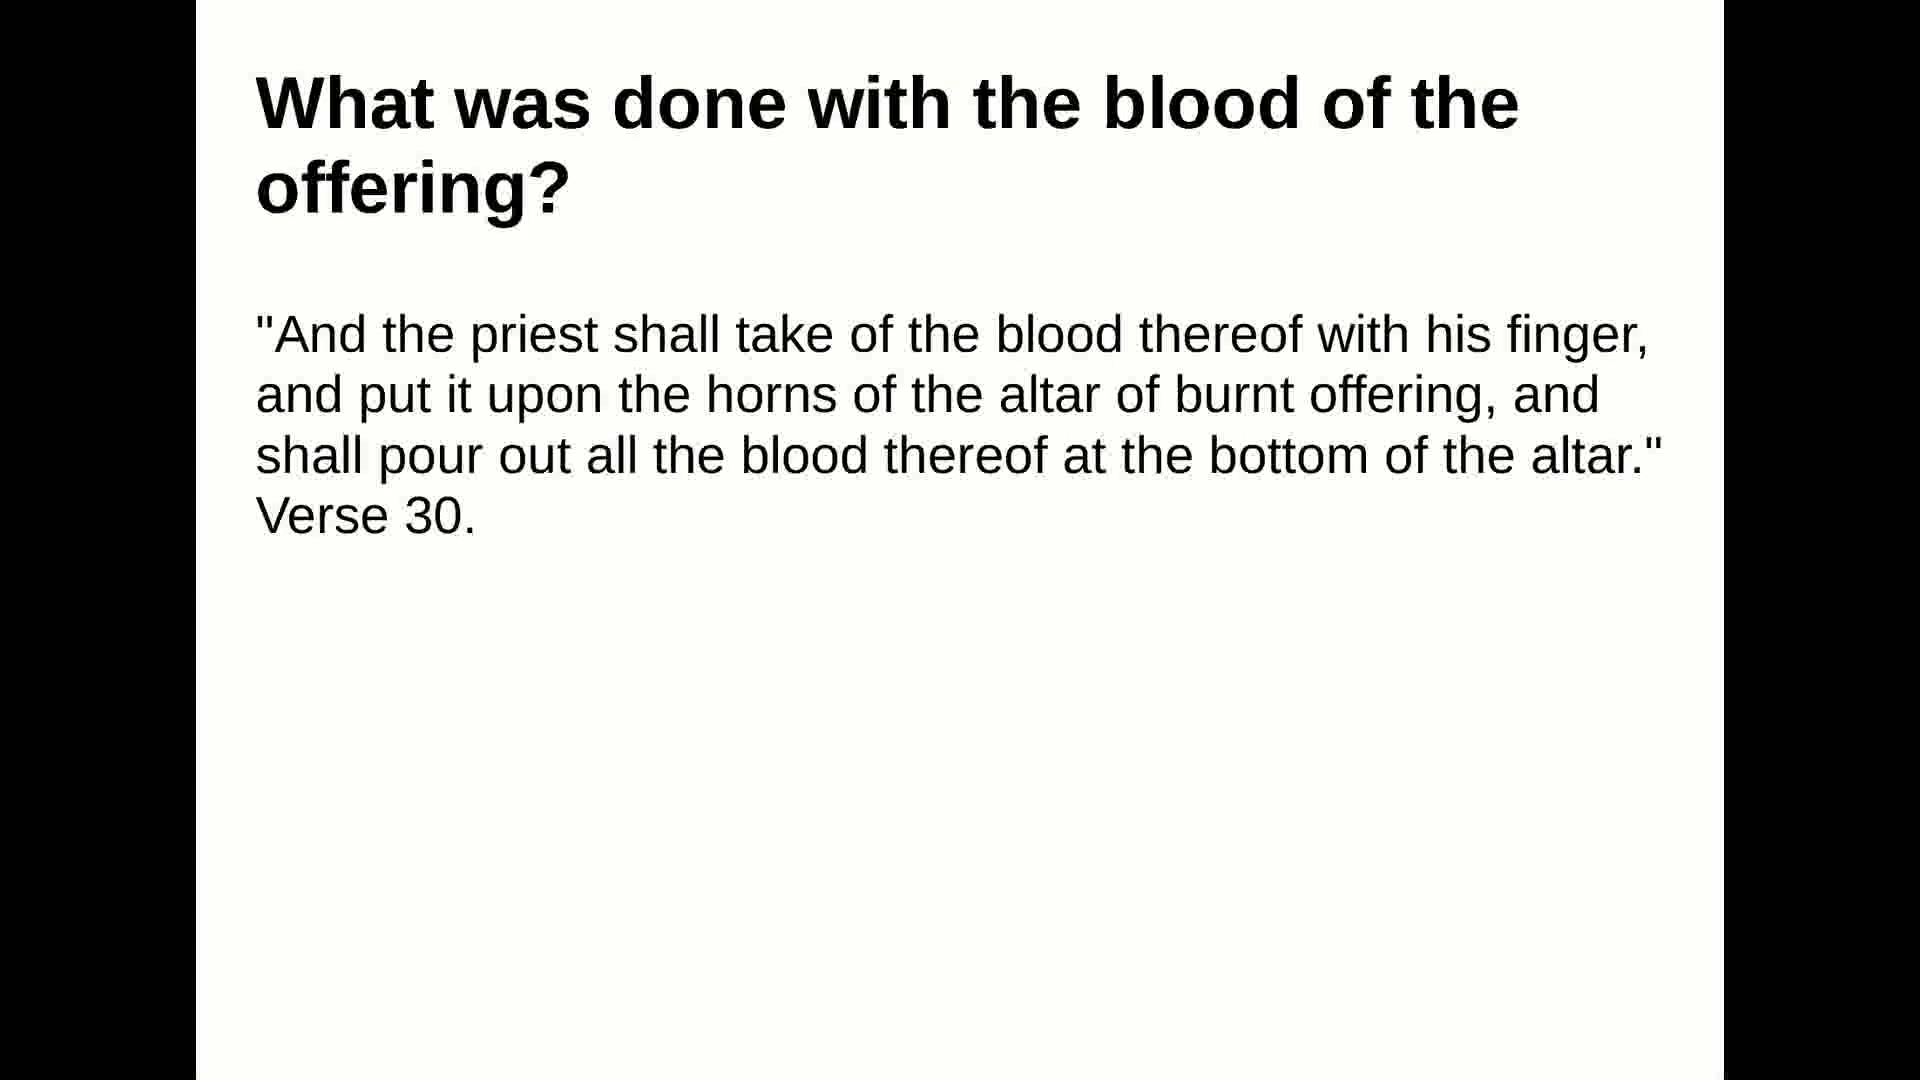 What was done with the blood of the
offering?
"And the priest shall take of the blood thereof with his finger,
and put it upon the horns of the altar of burnt offering, and
shall pour out all the blood thereof at the bottom of the altar."
Verse 30.